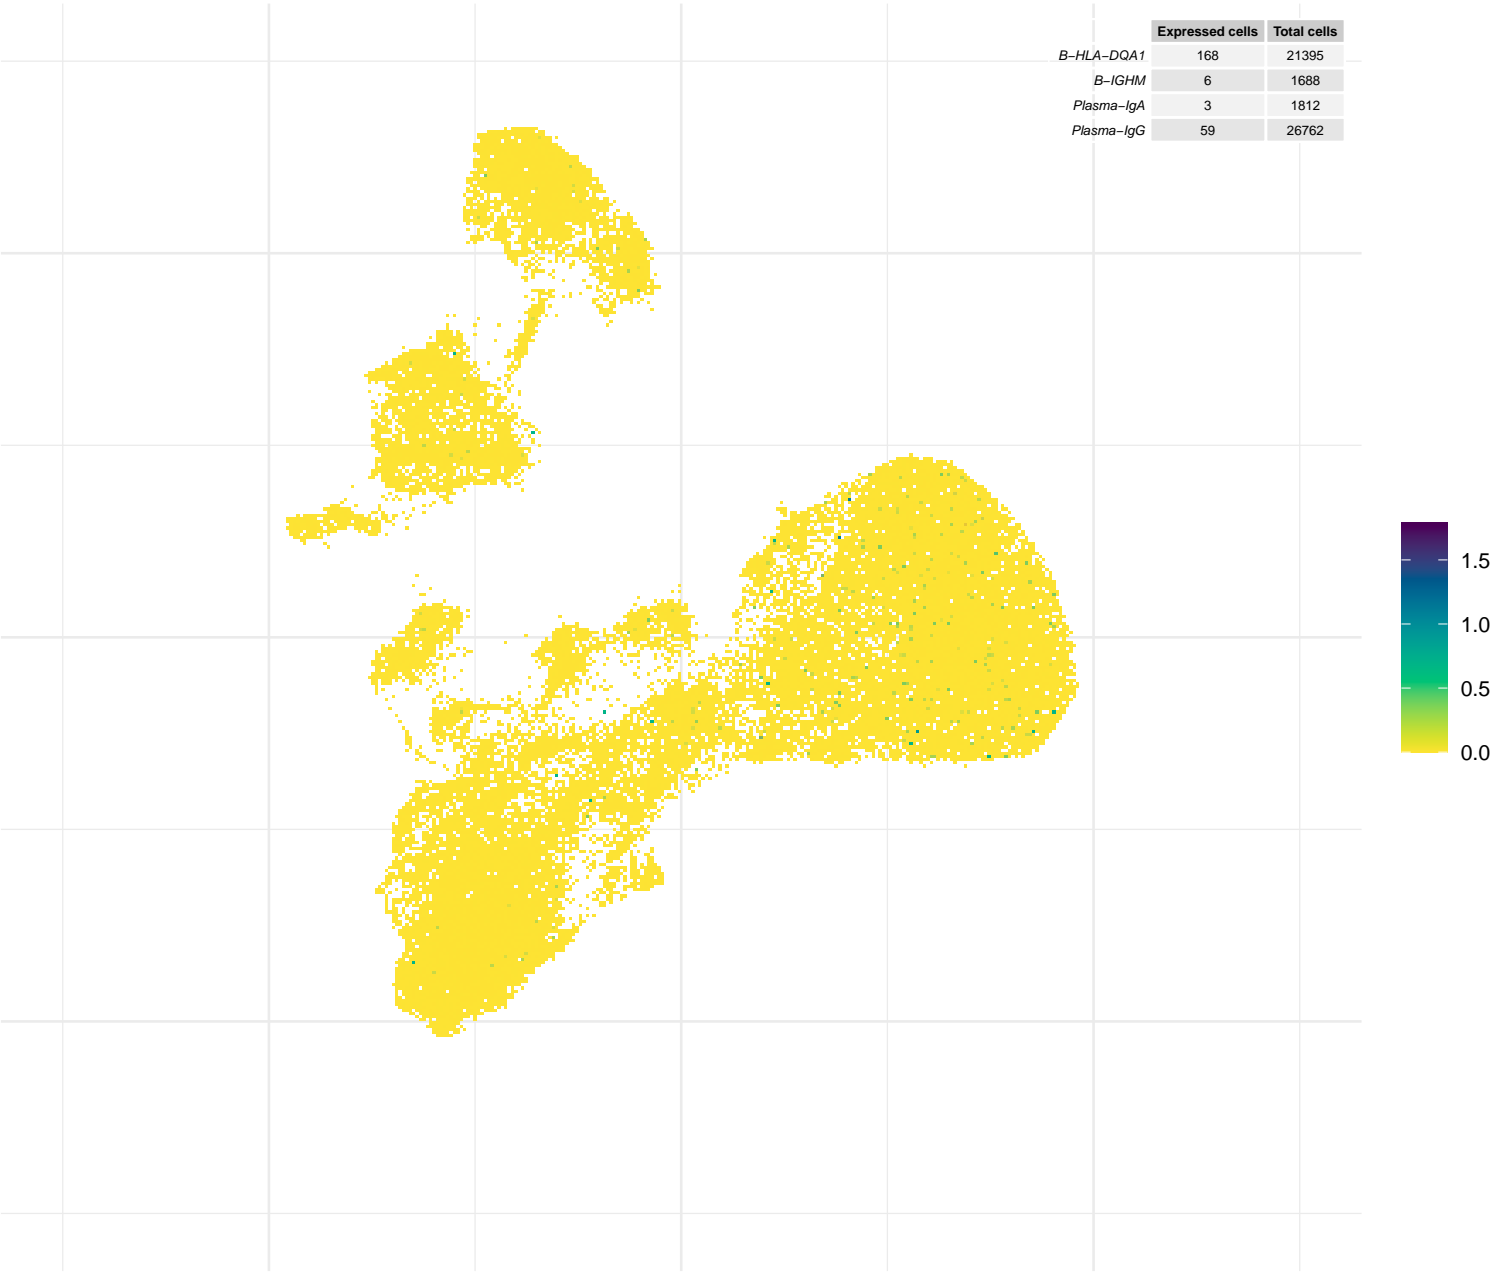 Expressed cells Total cells
B−HLA−DQA1 168 21395
B−IGHM 6 1688
Plasma−IgA 3 1812
Plasma−IgG 59 26762
1.5
1.0
0.5
0.0